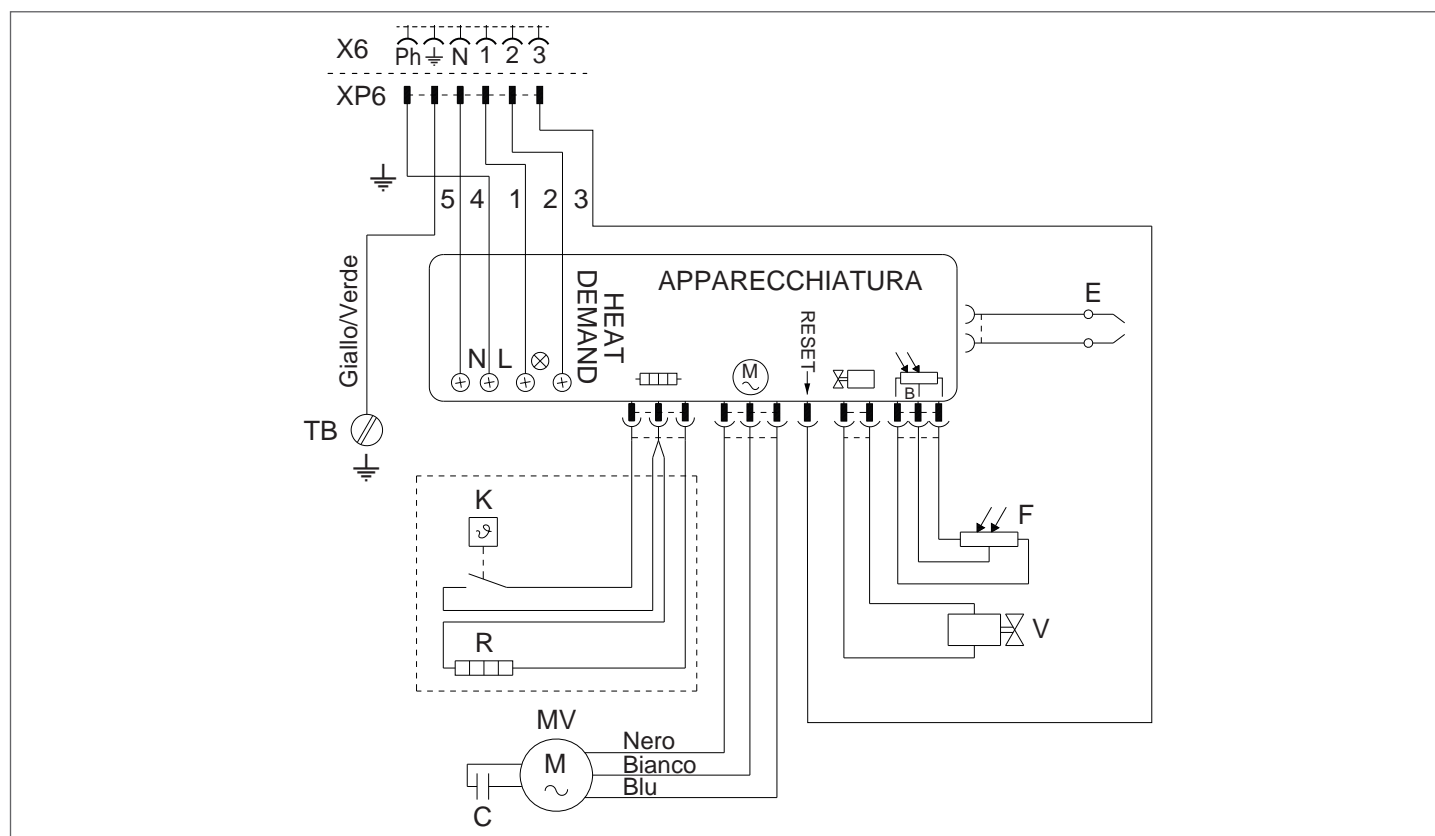 X6
Ph N 1 2 3
XP6
5 4 1 2 3
Giallo/Verde
HEAT
DEMAND
APPARECCHIATURA
E
RESET
N L
M
B
TB
K
ϑ
F
R
V
MV
Nero
M
Bianco
Blu
C